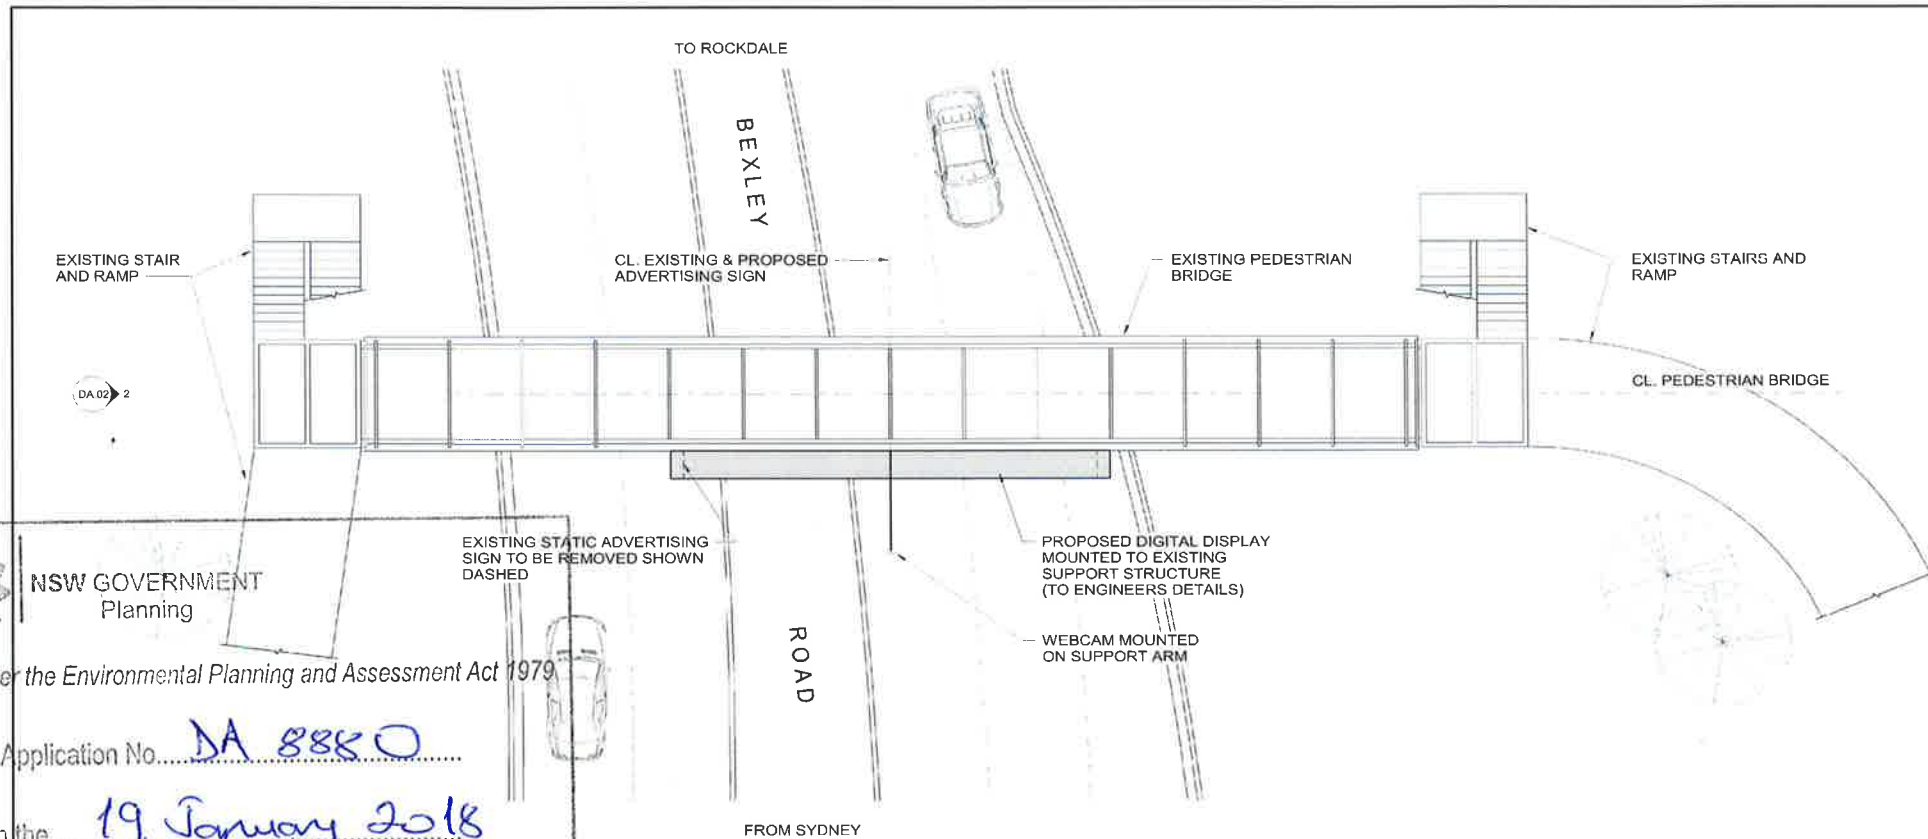 TO ROCKDALE
BEXLEY
EXISTING STAIR
AND RAMP
CL. EXISTING & PROPOSED
ADVERTISING SIGN
EXISTING PEDESTRIAN
BRIDGE
EXISTING STAIRS AND
RAMP
DA.02 2
CL. PEDESTRIAN BRIDGE
EXISTING STATIC ADVERTISING
SIGN TO BE REMOVED SHOWN
DASHED
PROPOSED DIGITAL DISPLAY
MOUNTED TO EXISTING
SUPPORT STRUCTURE
(TO ENGINEERS DETAILS)
WEBCAM MOUNTED
ON SUPPORT ARM
ROAD
NSW GOVERNMENT
Planning
er the Environmental Planning and Assessment Act 1979
Application No..... DA 8880
n the 19 January 2018
FROM SYDNEY